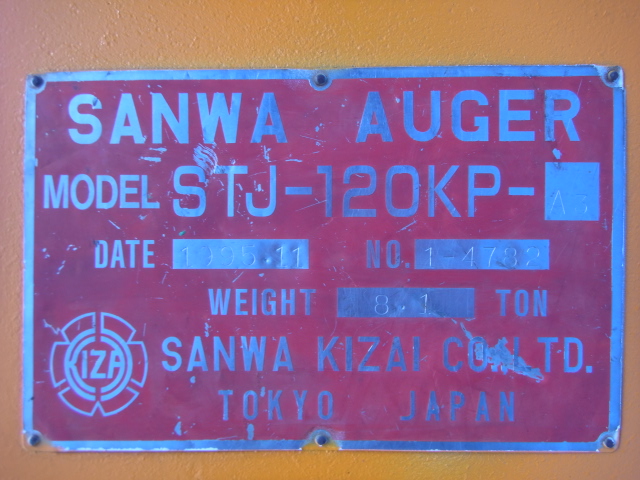 SANWA AUGER
MODEL STJ-120KP-A3
DATE 1995.11 NO. 1-4782
WEIGHT 8.1 TON
KIZAI SANWA KIZAI CO.,LTD.
TOKYO JAPAN